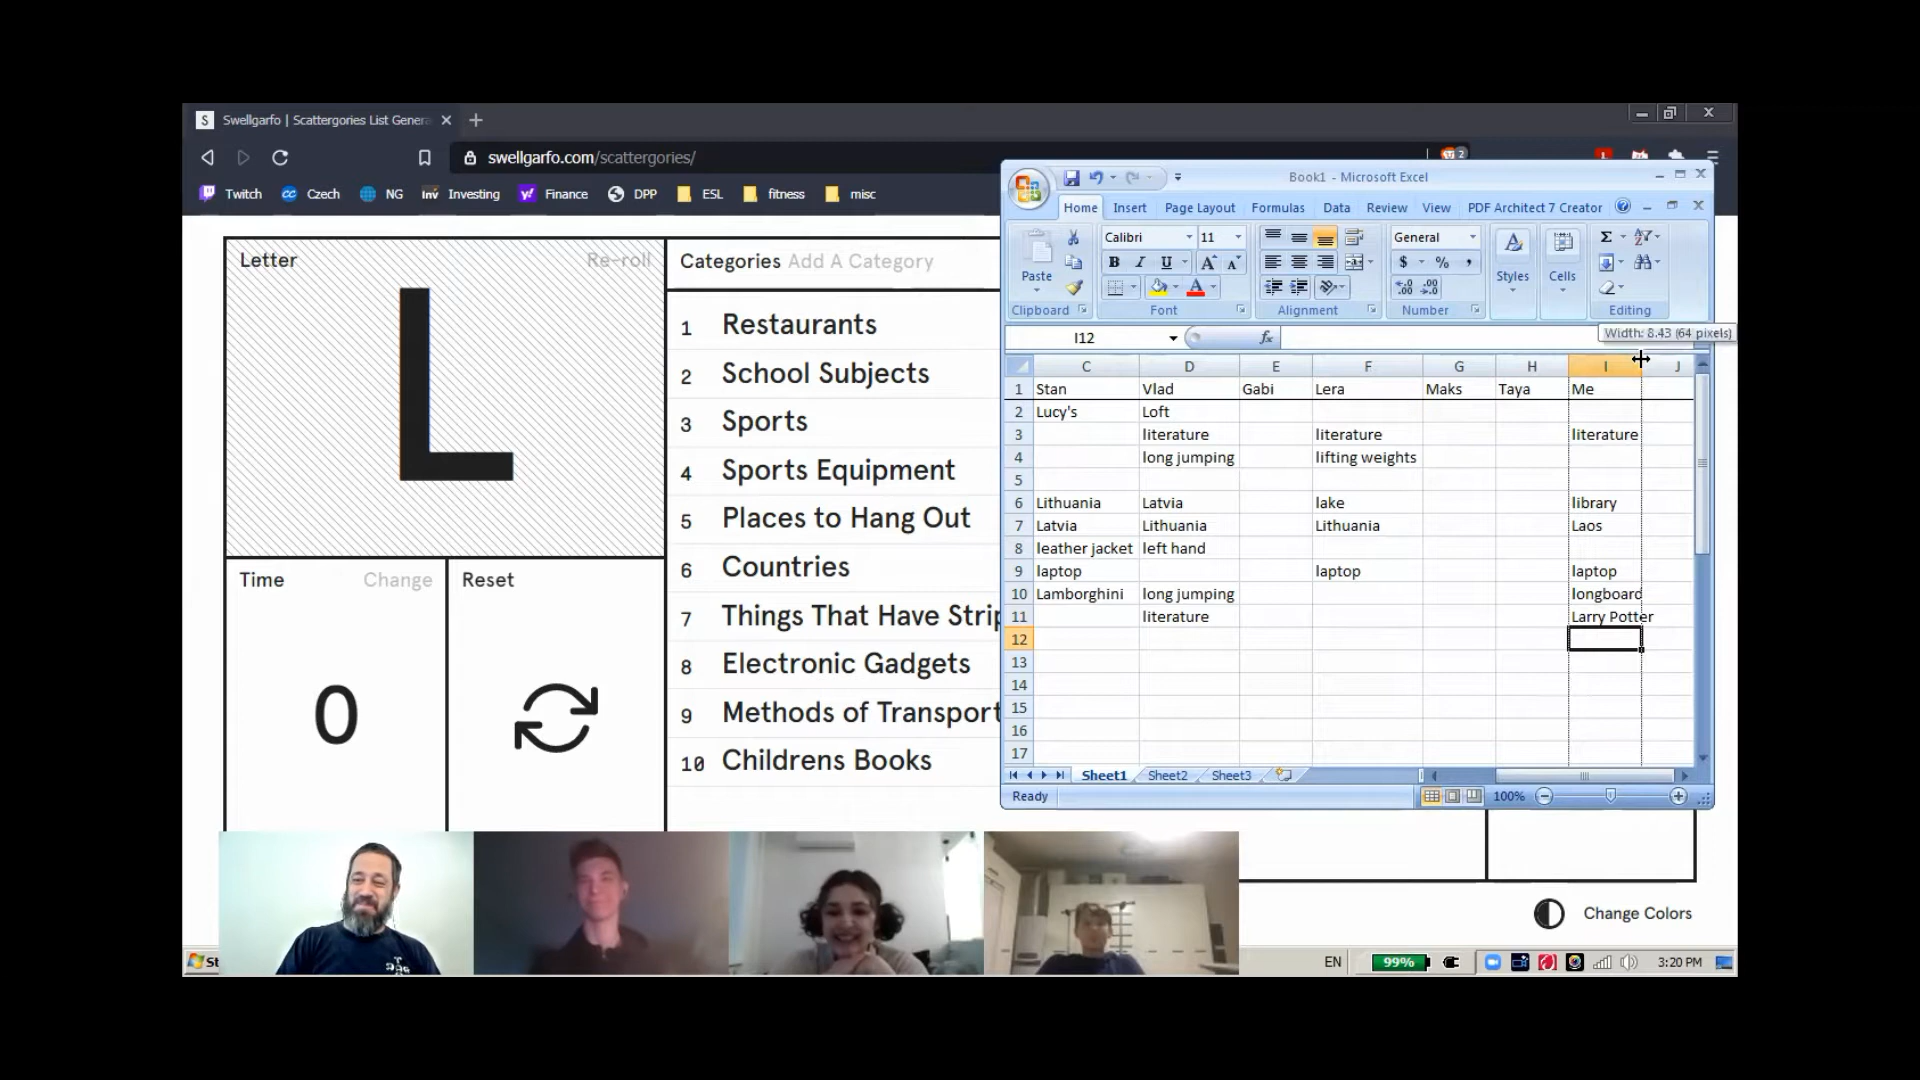 S Swellgarfo | Scattergories List Genera
swellgarfo.com/scattergories/
2
1
Twitch Czech NG Investing Finance DPP ESL fitness misc
Letter Re-roll
L
Time Change
0
Reset
Categories Add A Category
1 Restaurants
2 School Subjects
3 Sports
4 Sports Equipment
5 Places to Hang Out
6 Countries
7 Things That Have Strip
8 Electronic Gadgets
9 Methods of Transport
10 Childrens Books
Change Colors
Book1 - Microsoft Excel
Home Insert Page Layout Formulas Data Review View PDF Architect 7 Creator
Paste
Calibri 11
B I U A A
General
$ % ,
Styles
Cells
Σ
Clipboard Font Alignment Number Editing
I12 fx
Width: 8.43 (64 pixels)
C D E F G H I J
1 Stan Vlad Gabi Lera Maks Taya Me
2 Lucy's Loft
3 literature literature literature
4 long jumping lifting weights
5
6 Lithuania Latvia lake library
7 Latvia Lithuania Lithuania Laos
8 leather jacket left hand
9 laptop laptop laptop
10 Lamborghini long jumping longboard
11 literature Larry Potter
12
13
14
15
16
17
Sheet1 Sheet2 Sheet3
Ready 100%
St
EN 99% 3:20 PM